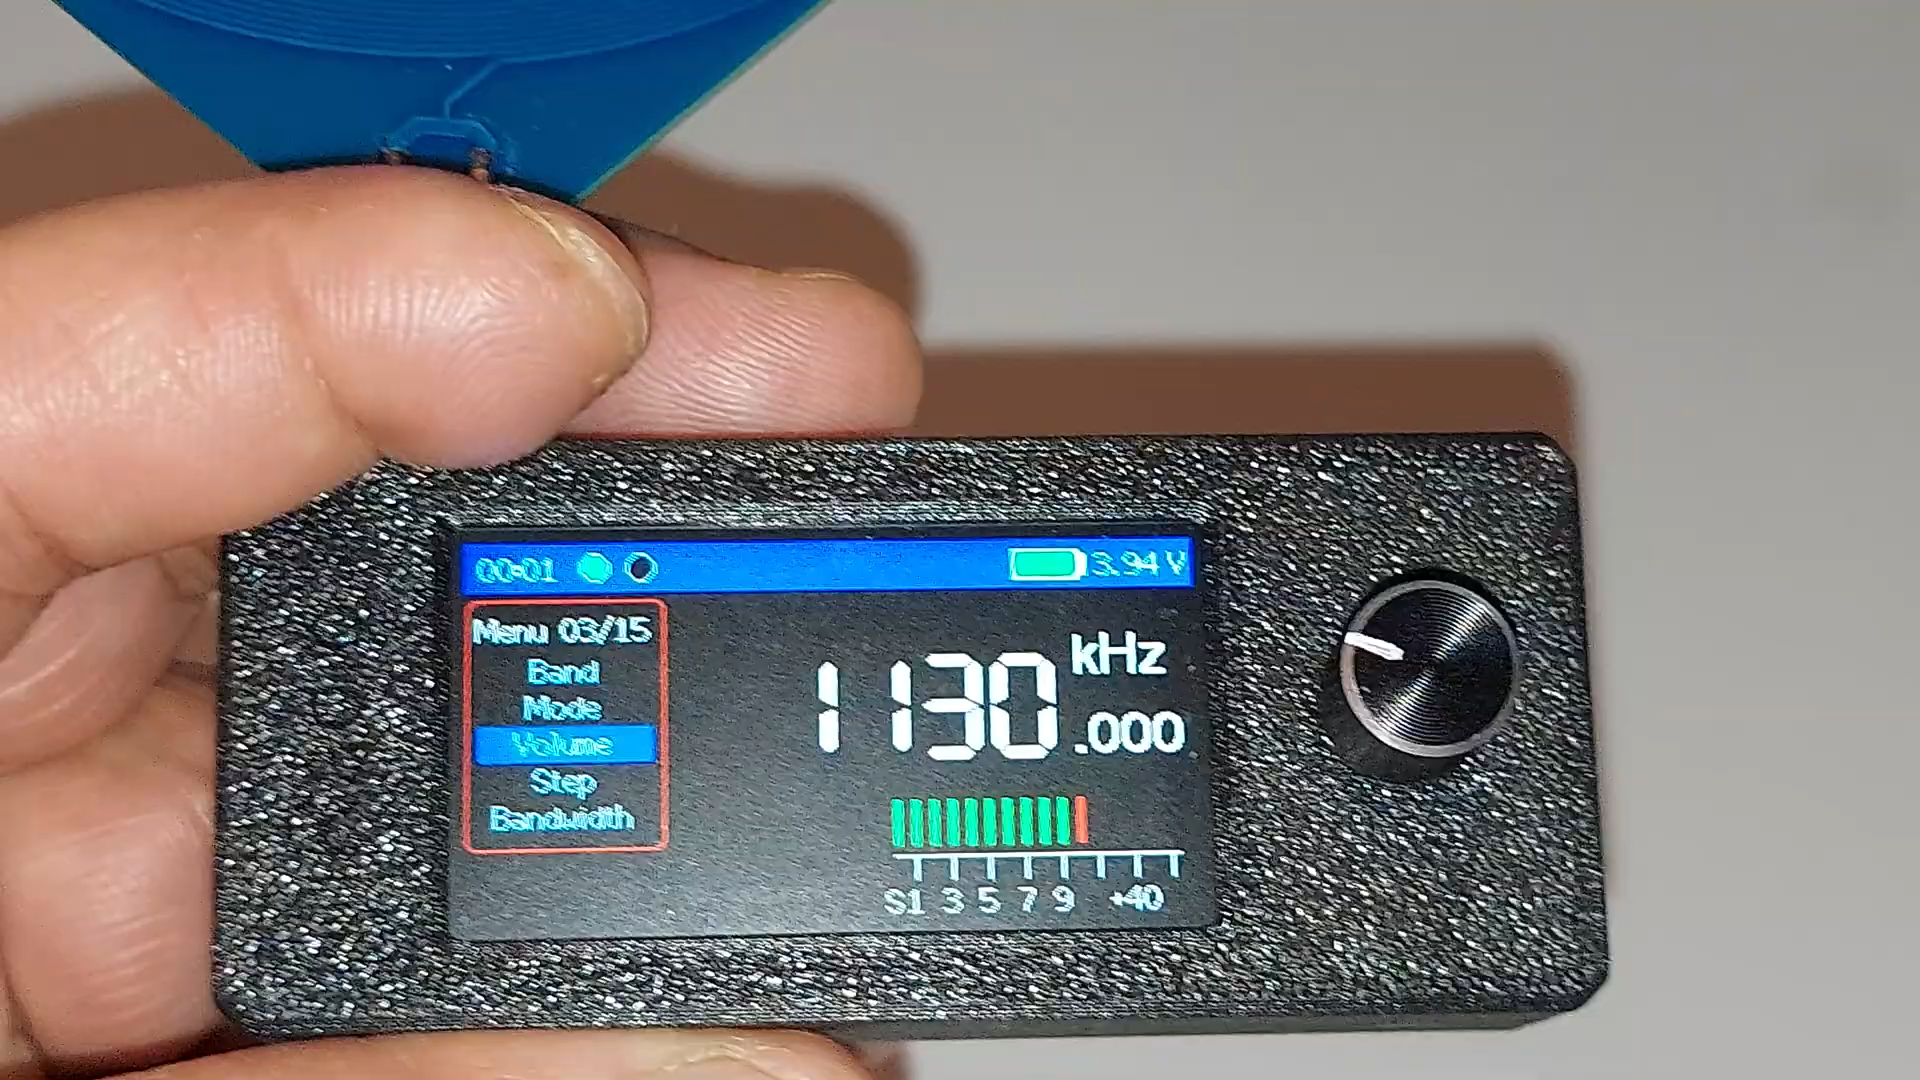 00:01 3.94 V
Menu 03/15
Band
Mode
Volume
Step
Bandwidth
1130.000 kHz
S1 3 5 7 9 +40